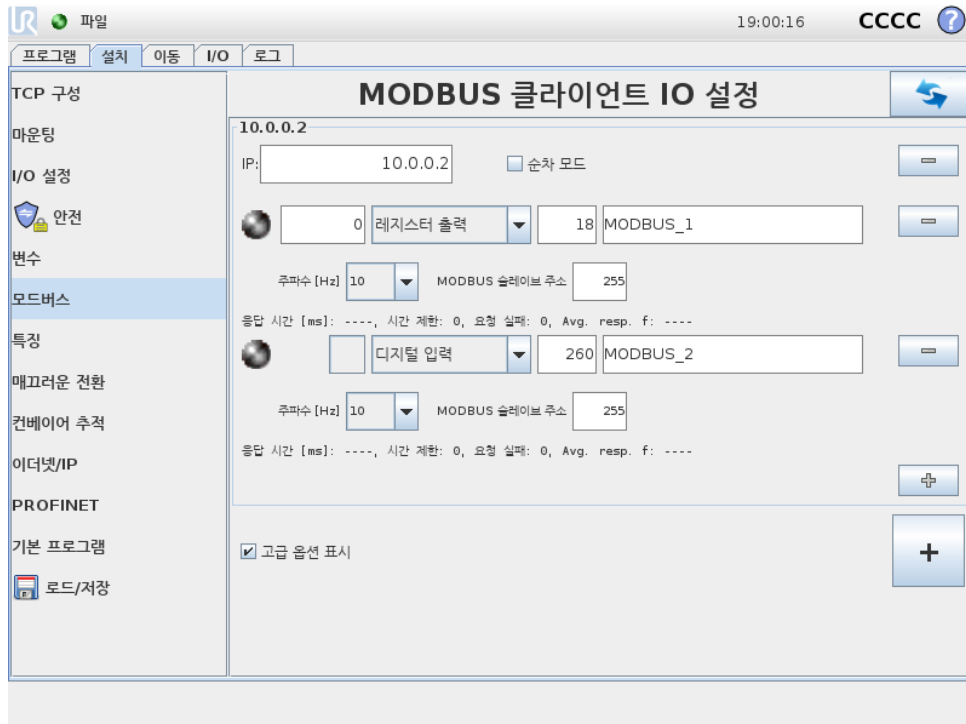 UR 파일 19:00:16 CCCC ?
프로그램 설치 이동 I/O 로그
TCP 구성
마운팅
I/O 설정
안전
변수
모드버스
특징
매끄러운 전환
컨베이어 추적
이더넷/IP
PROFINET
기본 프로그램
로드/저장
MODBUS 클라이언트 IO 설정
10.0.0.2
IP: 10.0.0.2 순차 모드
0 레지스터 출력 18 MODBUS_1
주파수 [Hz] 10 MODBUS 슬레이브 주소 255
응답 시간 [ms]: ----, 시간 제한: 0, 요청 실패: 0, Avg. resp. f: ----
디지털 입력 260 MODBUS_2
주파수 [Hz] 10 MODBUS 슬레이브 주소 255
응답 시간 [ms]: ----, 시간 제한: 0, 요청 실패: 0, Avg. resp. f: ----
고급 옵션 표시